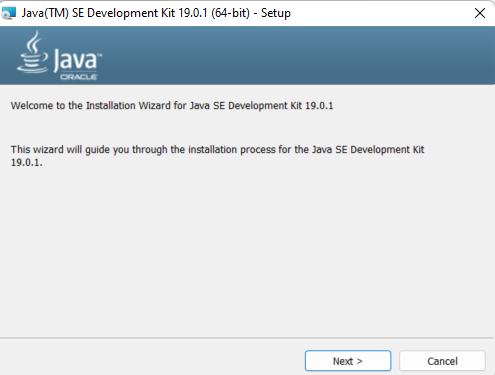 Java(TM) SE Development Kit 19.0.1 (64-bit) - Setup
Java™
ORACLE
Welcome to the Installation Wizard for Java SE Development Kit 19.0.1
This wizard will guide you through the installation process for the Java SE Development Kit
19.0.1.
Next >
Cancel